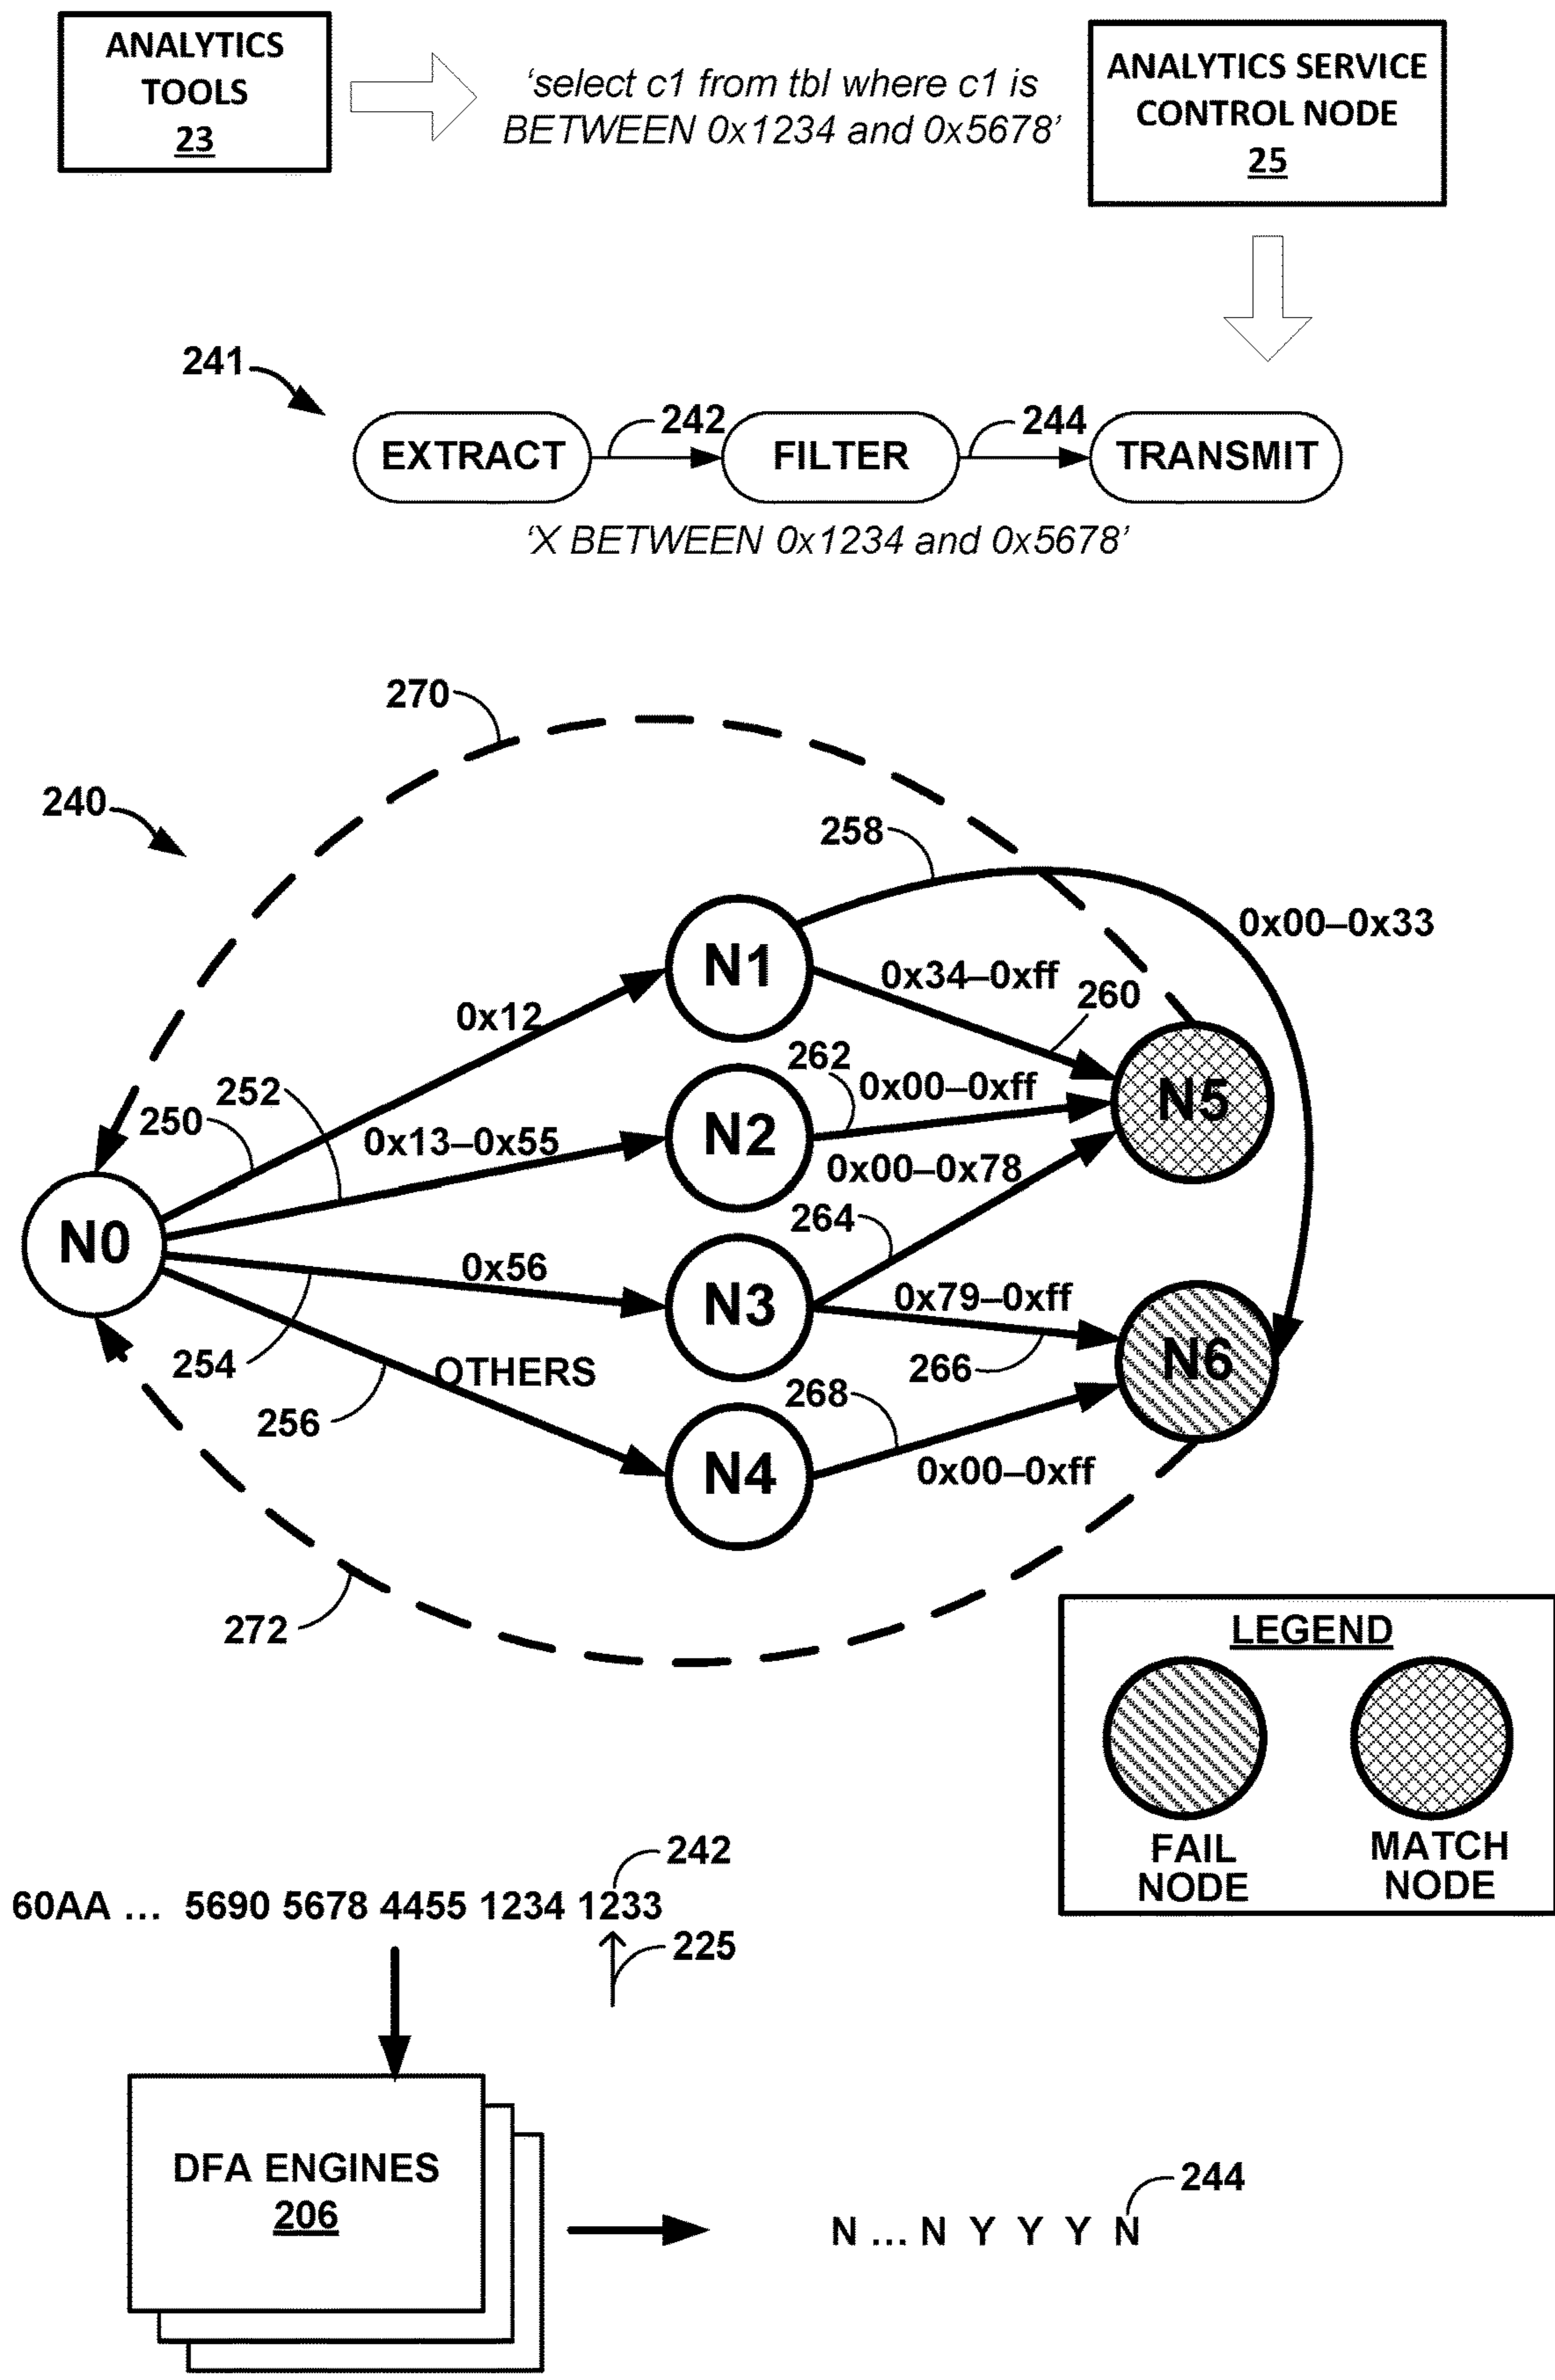 ANALYTICS
TOOLS
23
'select c1 from tbl where c1 is
BETWEEN 0x1234 and 0x5678'
ANALYTICS SERVICE
CONTROL NODE
25
241
EXTRACT
242
FILTER
244
TRANSMIT
'X BETWEEN 0x1234 and 0x5678'
270
240
258
0x00–0x33
N1
0x34–0xff
260
0x12
252
250
262
0x00–0xff
N5
0x13–0x55
N2
0x00–0x78
264
N0
0x56
N3
0x79–0xff
254
OTHERS
266
N6
256
268
N4
0x00–0xff
272
LEGEND
FAIL
NODE
MATCH
NODE
242
60AA ... 5690 5678 4455 1234 1233
225
DFA ENGINES
206
244
N ... N Y Y Y N